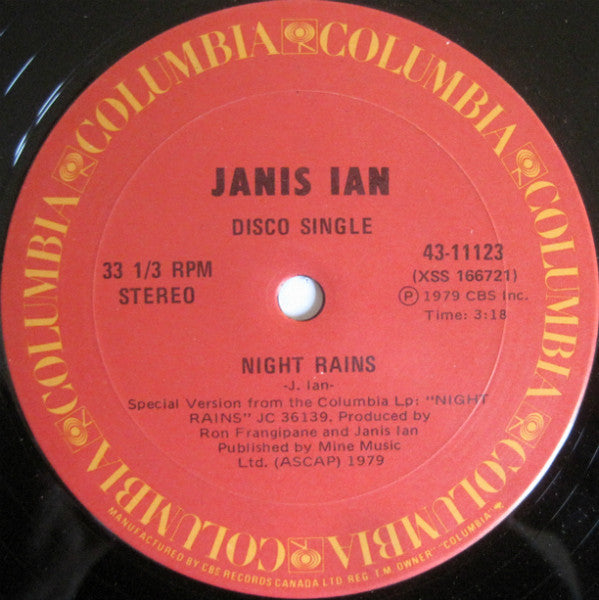 COLUMBIA COLUMBIA COLUMBIA COLUMBIA COLUMBIA COLUMBIA
JANIS IAN
DISCO SINGLE
33 1/3 RPM
STEREO
43-11123
(XSS 166721)
Ⓟ 1979 CBS Inc.
Time: 3:18
NIGHT RAINS
-J. Ian-
Special Version from the Columbia Lp: "NIGHT
RAINS" JC 36139. Produced by
Ron Frangipane and Janis Ian
Published by Mine Music
Ltd. (ASCAP) 1979
MANUFACTURED BY CBS RECORDS CANADA LTD REG. T.M. OWNER "COLUMBIA"